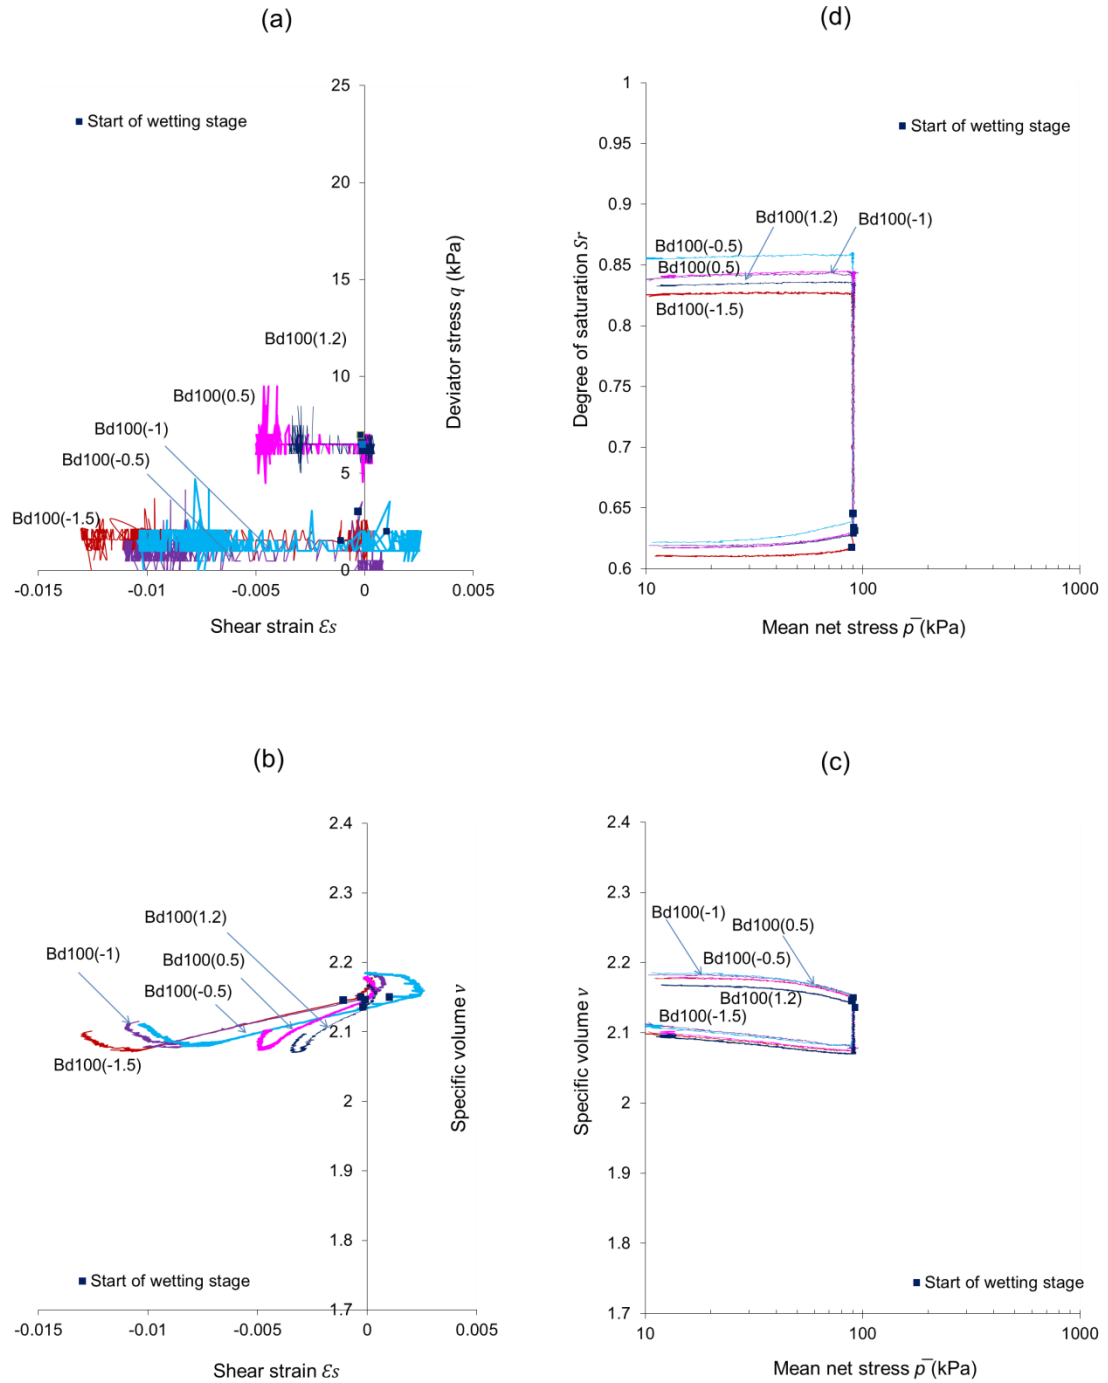 (a)
25
Start of wetting stage
20
15
Bd100(1.2)
10
Bd100(0.5)
Bd100(-1)
Bd100(-0.5)
5
Bd100(-1.5)
0
-0.015
-0.01
-0.005
0
0.005
Shear strain Ɛs
Deviator stress q (kPa)
(d)
1
Start of wetting stage
0.95
0.9
Bd100(1.2)
Bd100(-1)
Bd100(-0.5)
0.85
Bd100(0.5)
Bd100(-1.5)
0.8
0.75
0.7
0.65
0.6
10
100
1000
Mean net stress p̅ (kPa)
Degree of saturation Sr
(b)
2.4
2.3
Bd100(1.2)
Bd100(-1)
Bd100(0.5)
2.2
Bd100(-0.5)
2.1
Bd100(-1.5)
2
1.9
1.8
Start of wetting stage
1.7
-0.015
-0.01
-0.005
0
0.005
Shear strain Ɛs
Specific volume v
(c)
2.4
2.3
Bd100(-1)
Bd100(0.5)
2.2
Bd100(-0.5)
Bd100(1.2)
Bd100(-1.5)
2.1
2
1.9
1.8
Start of wetting stage
1.7
10
100
1000
Mean net stress p̅ (kPa)
Specific volume v